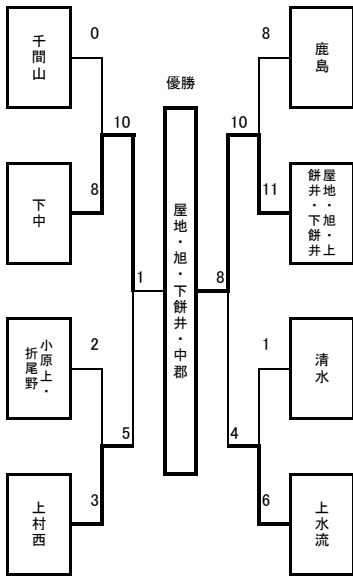 千間山
0
下中
8
10
小原上・
折尾野
2
上村西
3
5
1
優勝
屋地・旭・下餅井・中郡
8
鹿島
8
屋地・旭・上
餅井・下餅井
11
10
清水
1
上水流
6
4